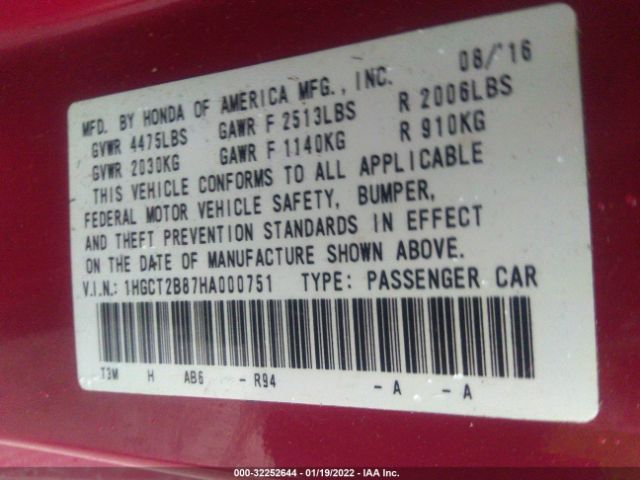 MFD. BY HONDA OF AMERICA MFG., INC. 08/'16
GVWR 4475LBS GAWR F 2513LBS R 2006LBS
GVWR 2030KG GAWR F 1140KG R 910KG
THIS VEHICLE CONFORMS TO ALL APPLICABLE
FEDERAL MOTOR VEHICLE SAFETY, BUMPER,
AND THEFT PREVENTION STANDARDS IN EFFECT
ON THE DATE OF MANUFACTURE SHOWN ABOVE.
V.I.N.: 1HGCT2B87HA000751 TYPE: PASSENGER CAR
T3M H AB6 - R94 - A - A
000-32252644 - 01/19/2022 - IAA Inc.